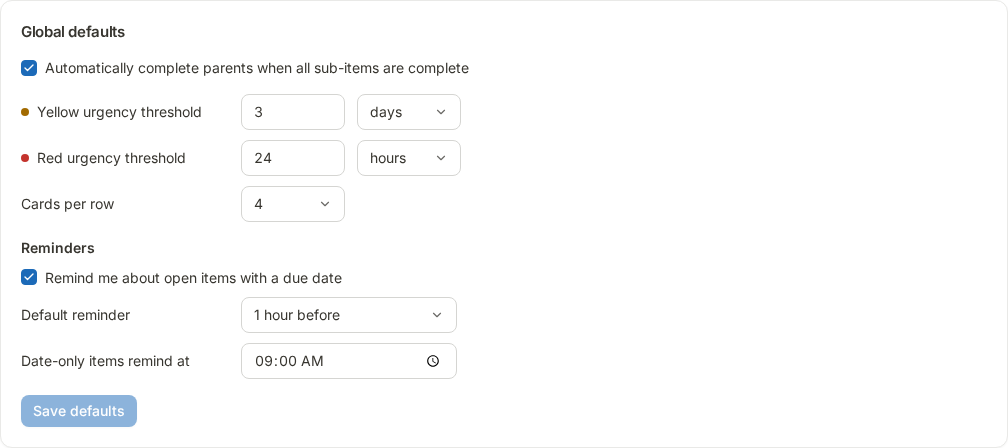 Global defaults
Automatically complete parents when all sub-items are complete
Yellow urgency threshold 3 days
Red urgency threshold 24 hours
Cards per row 4
Reminders
Remind me about open items with a due date
Default reminder 1 hour before
Date-only items remind at 09:00 AM
Save defaults